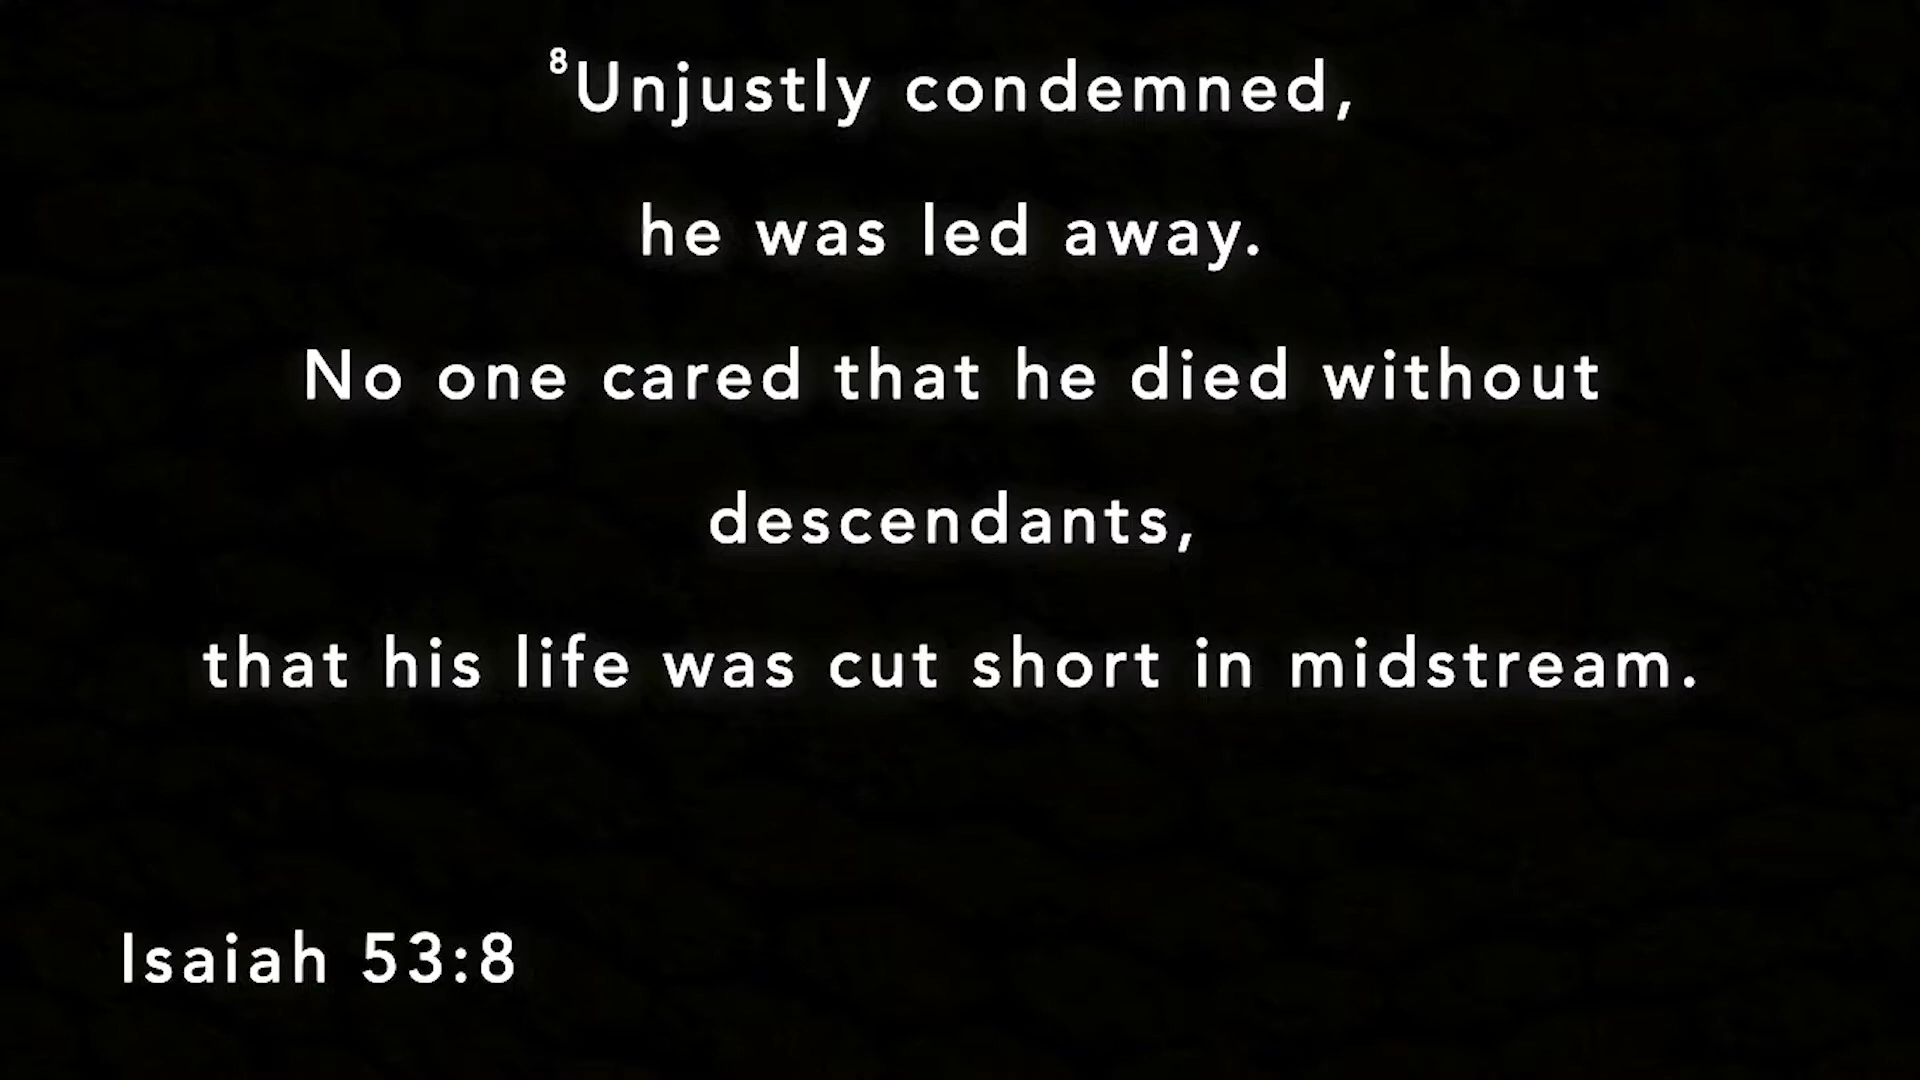 ⁸Unjustly condemned,
he was led away.
No one cared that he died without
descendants,
that his life was cut short in midstream.
Isaiah 53:8